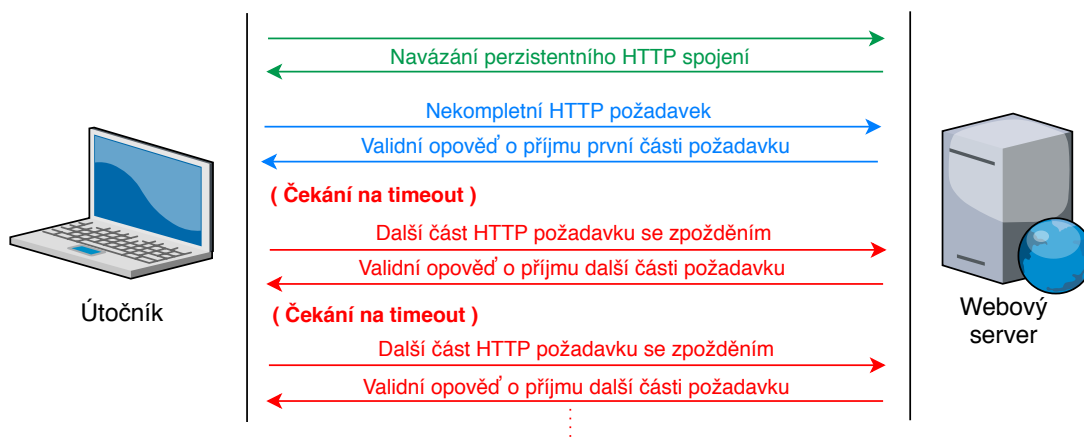 Navázání perzistentního HTTP spojení
Nekompletní HTTP požadavek
Validní opověď o příjmu první části požadavku
( Čekání na timeout )
Další část HTTP požadavku se zpožděním
Validní opověď o příjmu další části požadavku
( Čekání na timeout )
Další část HTTP požadavku se zpožděním
Validní opověď o příjmu další části požadavku
Útočník
Webový
server